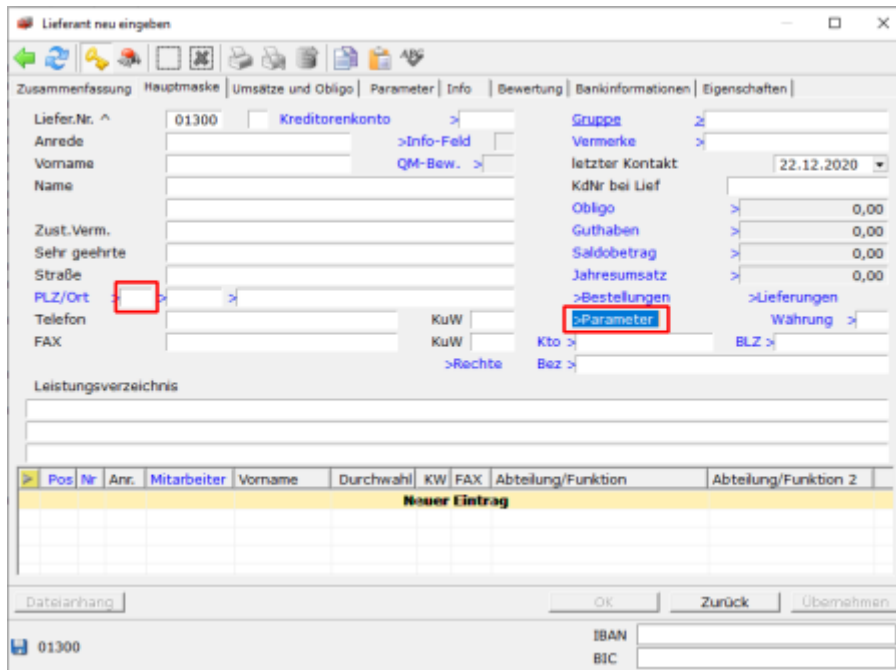 Lieferant neu eingeben
Zusammenfassung Hauptmaske Umsätze und Obligo Parameter Info Bewertung Bankinformationen Eigenschaften
Liefer.Nr. ^ 01300 Kreditorenkonto > Gruppe >
Anrede >Info-Feld Vermerke >
Vorname QM-Bew. > letzter Kontakt 22.12.2020
Name KdNr bei Lief
Obligo > 0,00
Zust.Verm. Guthaben > 0,00
Sehr geehrte Saldobetrag > 0,00
Straße Jahresumsatz > 0,00
PLZ/Ort > > > >Bestellungen >Lieferungen
Telefon KuW >Parameter Währung >
FAX KuW Kto > BLZ >
>Rechte Bez >
Leistungsverzeichnis
> Pos Nr Anr. Mitarbeiter Vorname Durchwahl KW FAX Abteilung/Funktion Abteilung/Funktion 2
Neuer Eintrag
Dateianhang OK Zurück Übernehmen
01300 IBAN
BIC